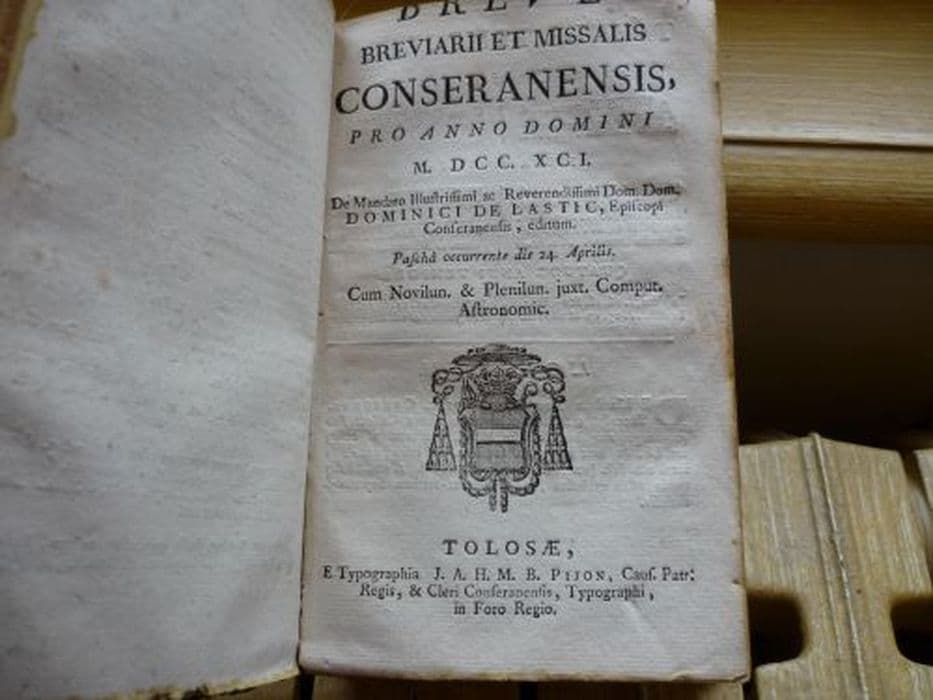 BREVE
BREVIARII ET MISSALIS
CONSERANENSIS,
PRO ANNO DOMINI
M. DCC. XCI.
De Mandato Illuſtriſſimi ac Reverendiſſimi Dom. Dom.
DOMINICI DE LASTIC, Epiſcopi
Conſeranenſis, editum.
Paſchâ occurrente die 24. Aprilis.
Cum Novilun. & Plenilun. juxt. Comput.
Aſtronomic.
TOLOSÆ,
E Typographia J. A. H. M. B. PIJON, Cauſ. Patr.
Regis, & Cleri Conſeranenſis, Typographi,
in Foro Regio.